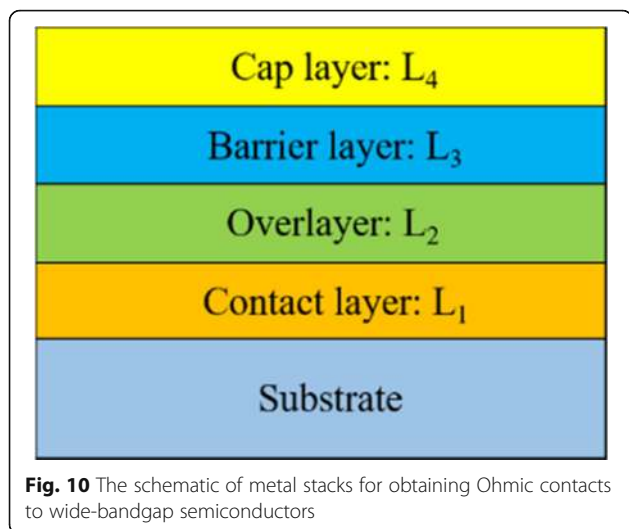 Cap layer: L₄
Barrier layer: L₃
Overlayer: L₂
Contact layer: L₁
Substrate
Fig. 10 The schematic of metal stacks for obtaining Ohmic contacts
to wide-bandgap semiconductors